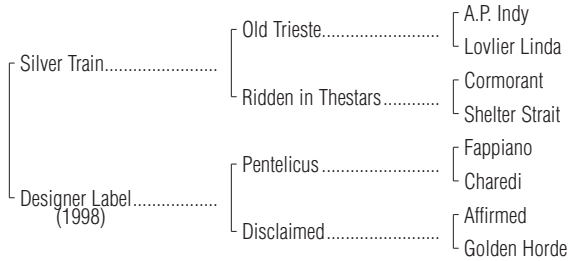 A.P. Indy
Old Trieste
Lovlier Linda
Silver Train
Cormorant
Ridden in Thestars
Shelter Strait
Fappiano
Pentelicus
Charedi
Designer Label
(1998)
Affirmed
Disclaimed
Golden Horde